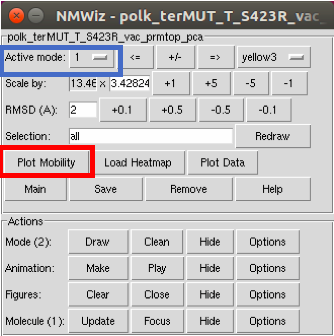 NMWiz - polk_terMUT_T_S423R_vac_
polk_terMUT_T_S423R_vac_prmtop_pca
Active mode: 1 <= +/- => yellow3
Scale by: 13.46 x 3.42824 +1 +5 -5 -1
RMSD (A): 2 +0.1 +0.5 -0.5 -0.1
Selection: all Redraw
Plot Mobility Load Heatmap Plot Data
Main Save Remove Help
Actions
Mode (2): Draw Clean Hide Options
Animation: Make Play Hide Options
Figures: Clear Close Hide Options
Molecule (1): Update Focus Hide Options